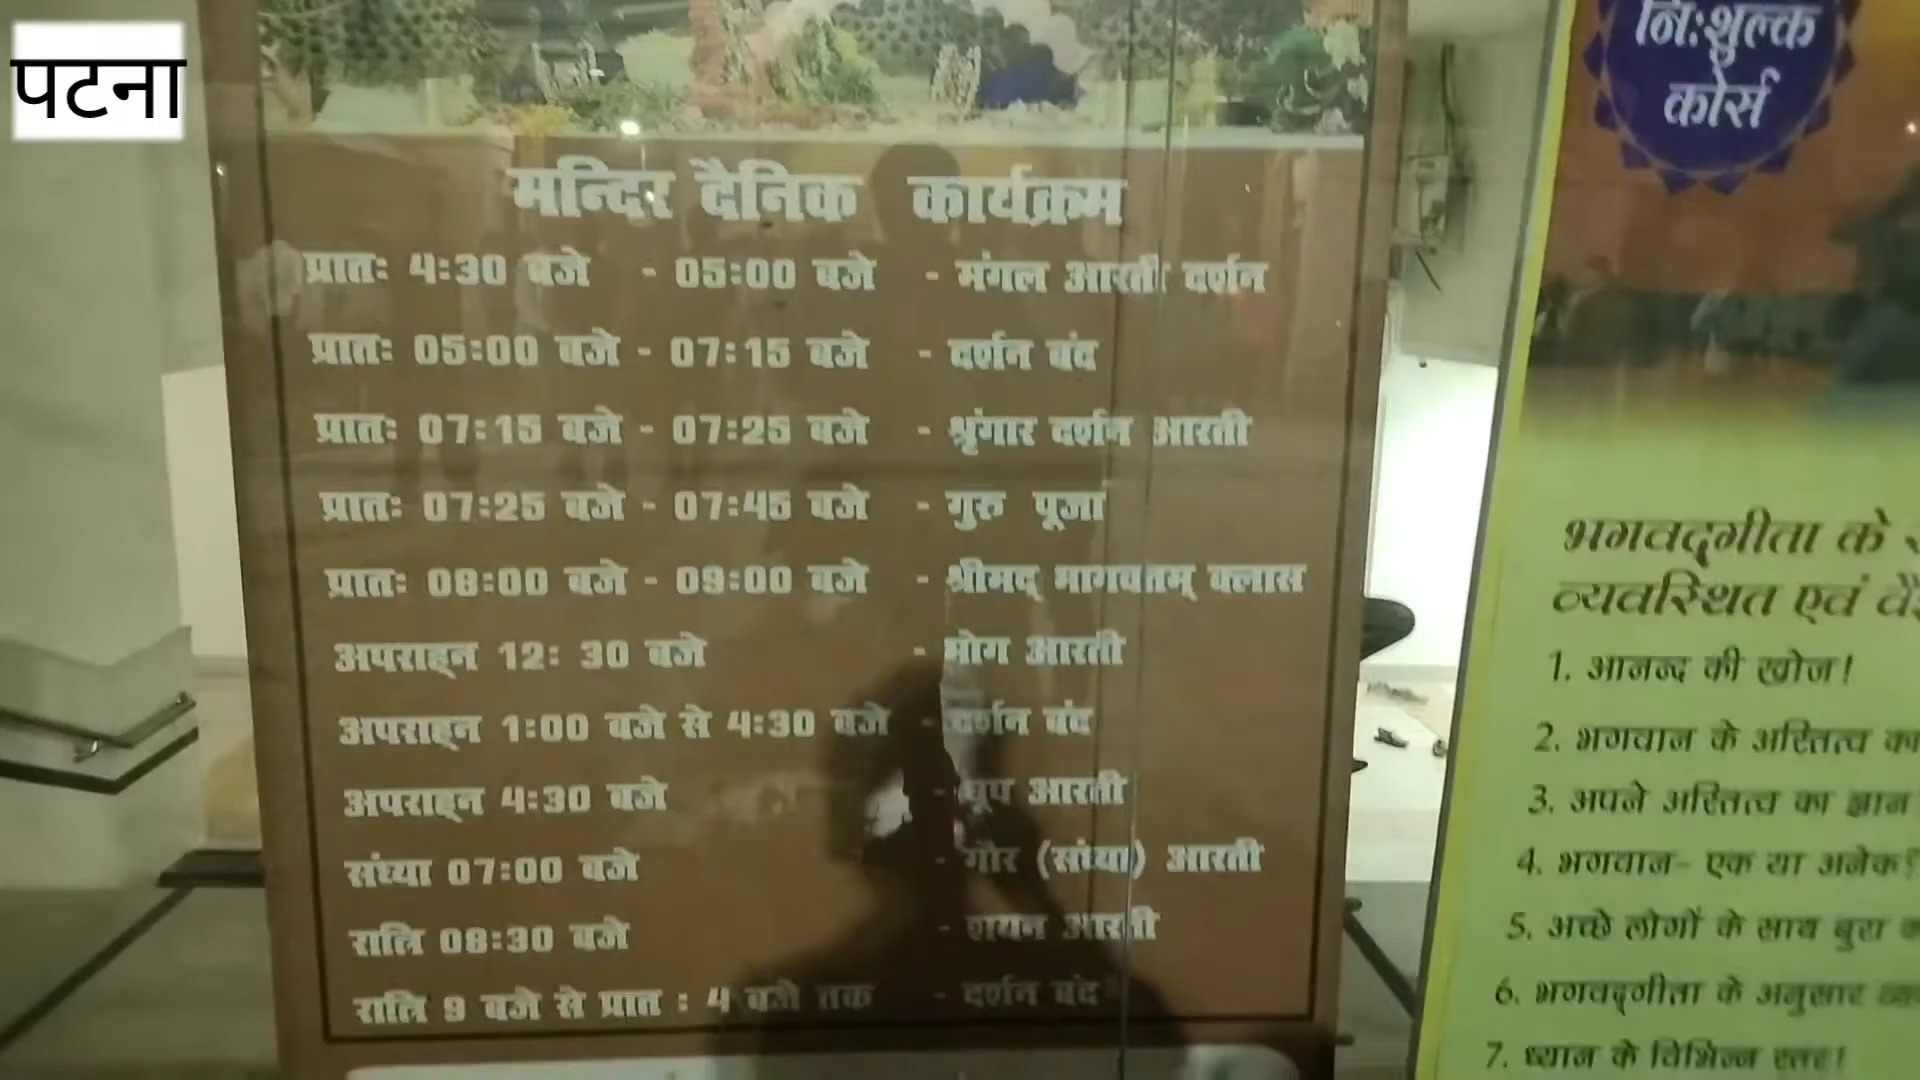 पटना
मन्दिर दैनिक कार्यक्रम
प्रातः 4:30 बजे - 05:00 बजे - मंगल आरती दर्शन
प्रातः 05:00 बजे - 07:15 बजे - दर्शन बंद
प्रातः 07:15 बजे - 07:25 बजे - श्रृंगार दर्शन आरती
प्रातः 07:25 बजे - 07:45 बजे - गुरु पूजा
प्रातः 08:00 बजे - 09:00 बजे - श्रीमद् भागवतम् क्लास
अपराह्न 12: 30 बजे - भोग आरती
अपराह्न 1:00 बजे से 4:30 बजे - दर्शन बंद
अपराह्न 4:30 बजे - धूप आरती
संध्या 07:00 बजे - गौर (संध्या) आरती
रात्रि 08:30 बजे - शयन आरती
रात्रि 9 बजे से प्रात : 4 बजे तक - दर्शन बंद
नि:शुल्क
कोर्स
भगवद्गीता के
व्यवस्थित एवं
1. आनन्द की खोज!
2. भगवान के अस्तित्व का
3. अपने अस्तित्व का ज्ञान
4. भगवान- एक या अनेक?
5. अच्छे लोगों के साथ बुरा
6. भगवद्गीता के अनुसार
7. ध्यान के विभिन्न स्तर!